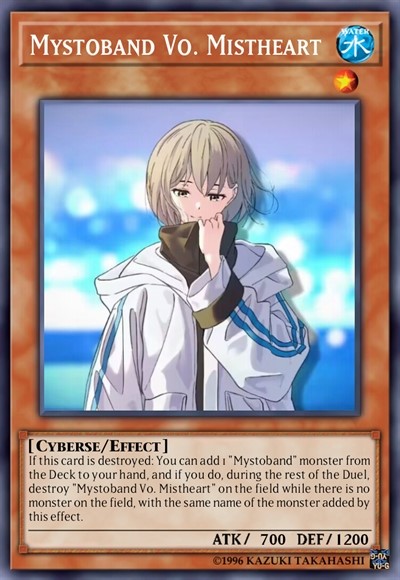 Mystoband Vo. Mistheart
WATER
水
[Cyberse/Effect]
If this card is destroyed: You can add 1 "Mystoband" monster from
the Deck to your hand, and if you do, during the rest of the Duel,
destroy "Mystoband Vo. Mistheart" on the field while there is no
monster on the field, with the same name of the monster added by
this effect.
ATK/ 700 DEF/1200
©1996 KAZUKI TAKAHASHI